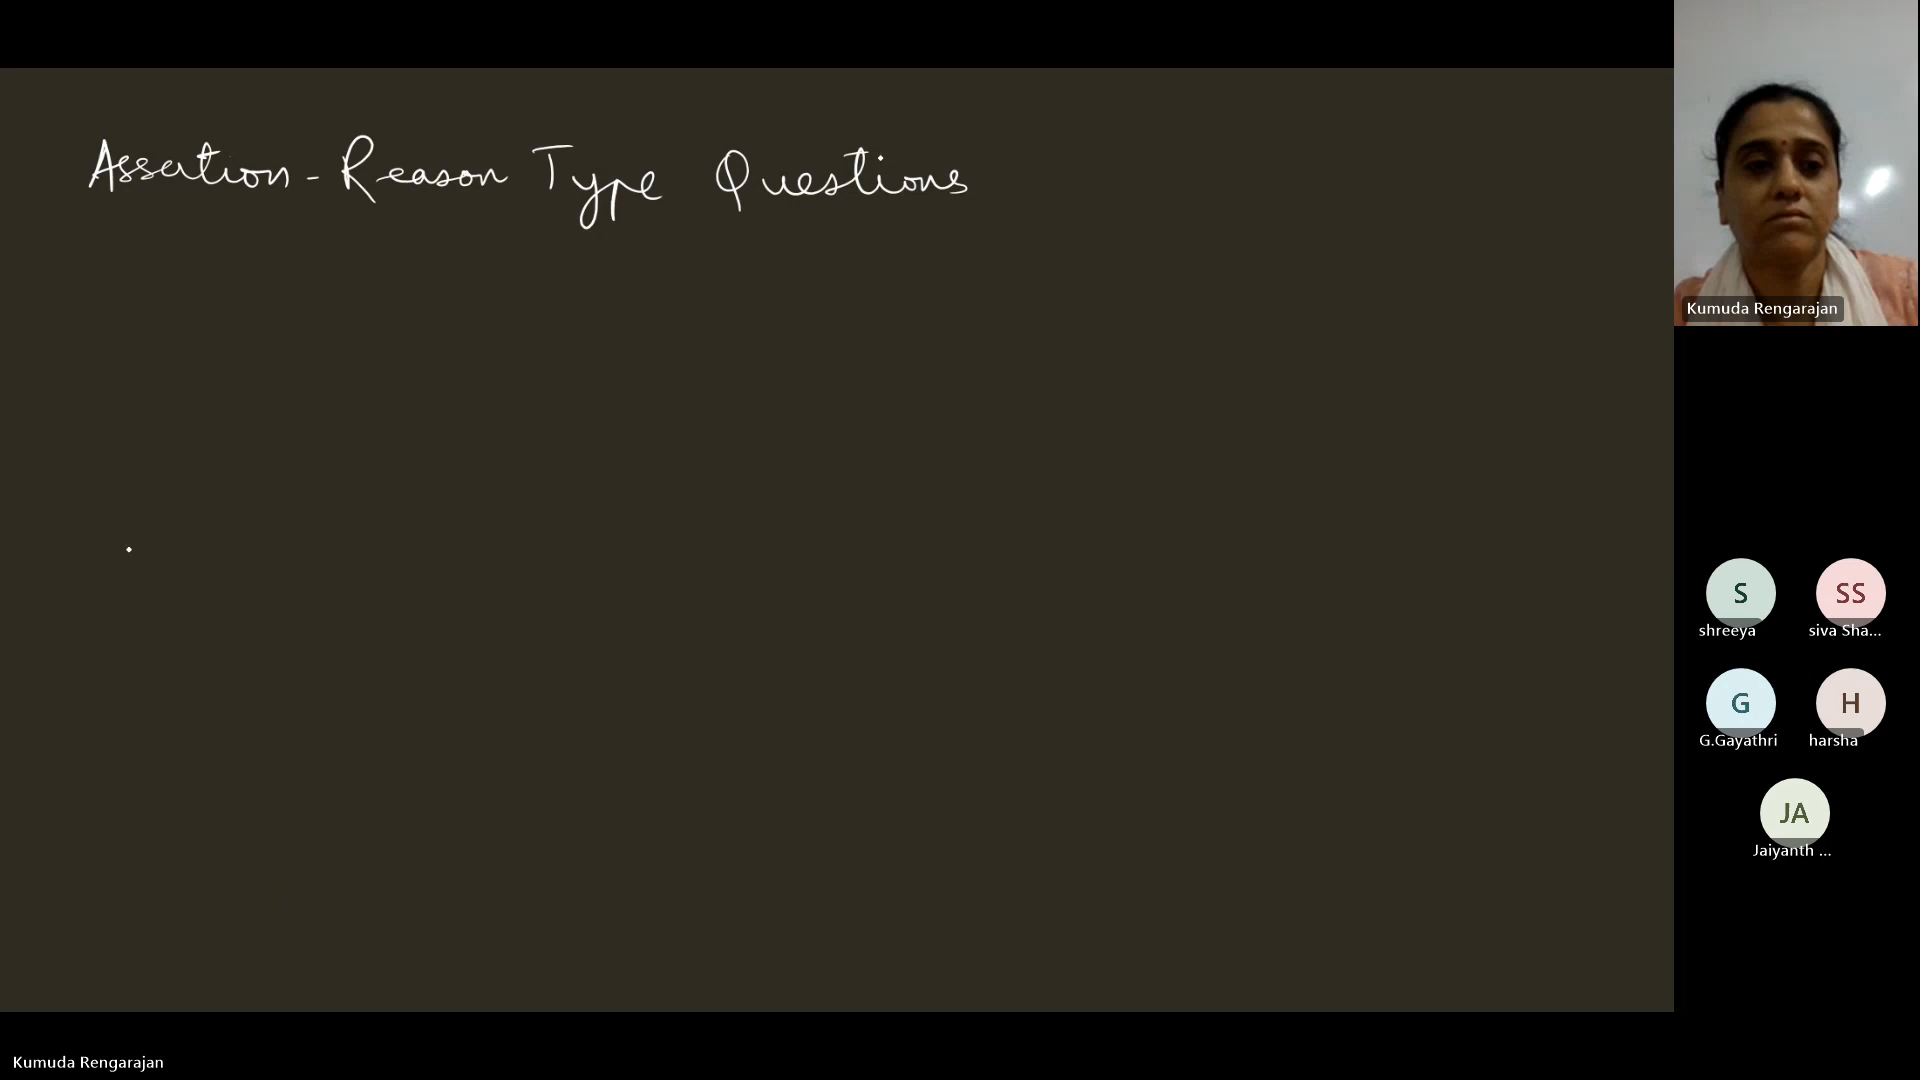 Assertion - Reason Type Questions
Kumuda Rengarajan
S
SS
shreeya
siva Sha...
G
H
G.Gayathri
harsha
JA
Jaiyanth ...
Kumuda Rengarajan